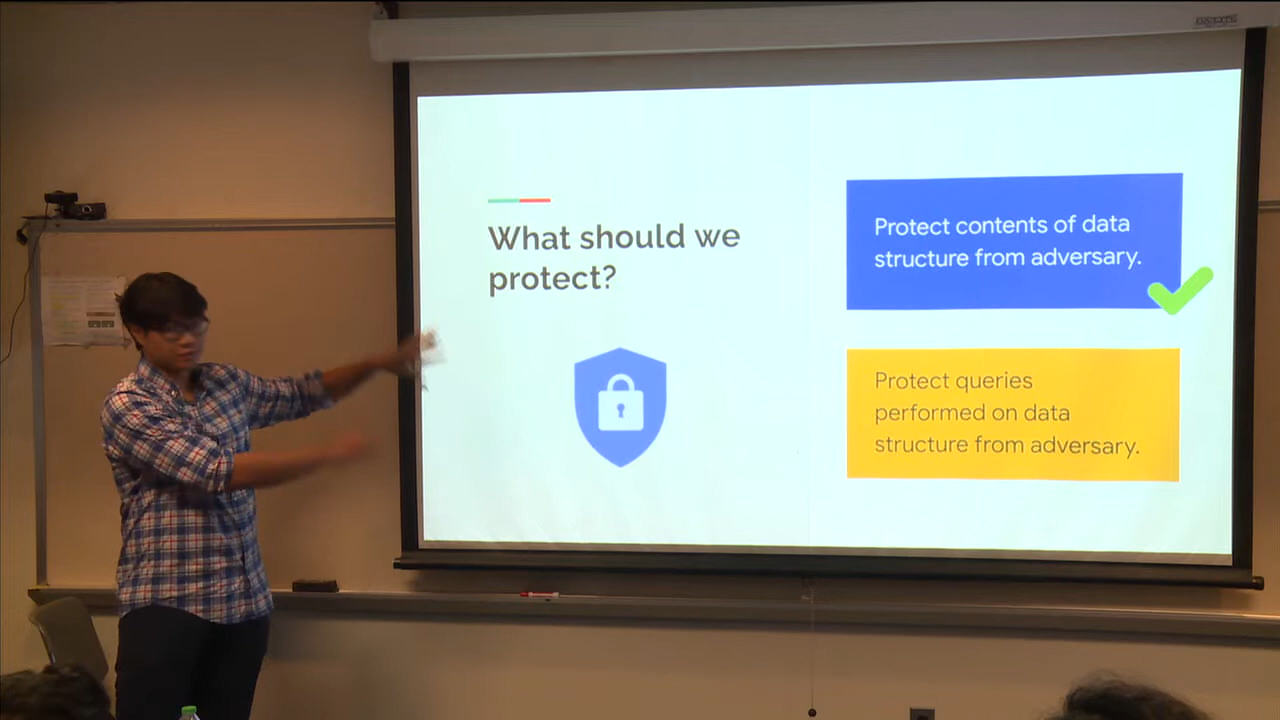 What should we
protect?
Protect contents of data
structure from adversary.
Protect queries
performed on data
structure from adversary.